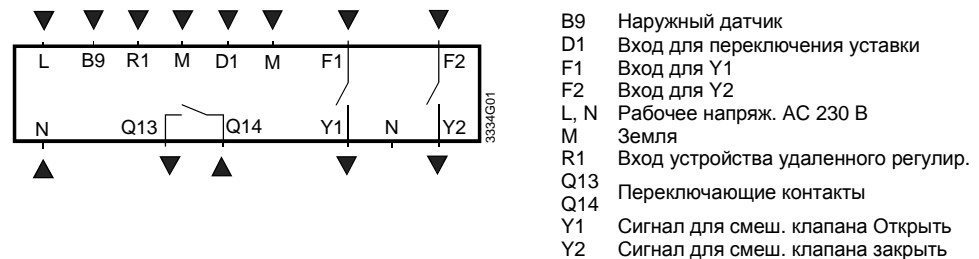 L B9 R1 M D1 M F1 F2
N Q13 Q14 Y1 N Y2
3334G01
B9 Наружный датчик
D1 Вход для переключения уставки
F1 Вход для Y1
F2 Вход для Y2
L, N Рабочее напряж. AC 230 В
M Земля
R1 Вход устройства удаленного регулир.
Q13
Q14 Переключающие контакты
Y1 Сигнал для смеш. клапана Открыть
Y2 Сигнал для смеш. клапана закрыть